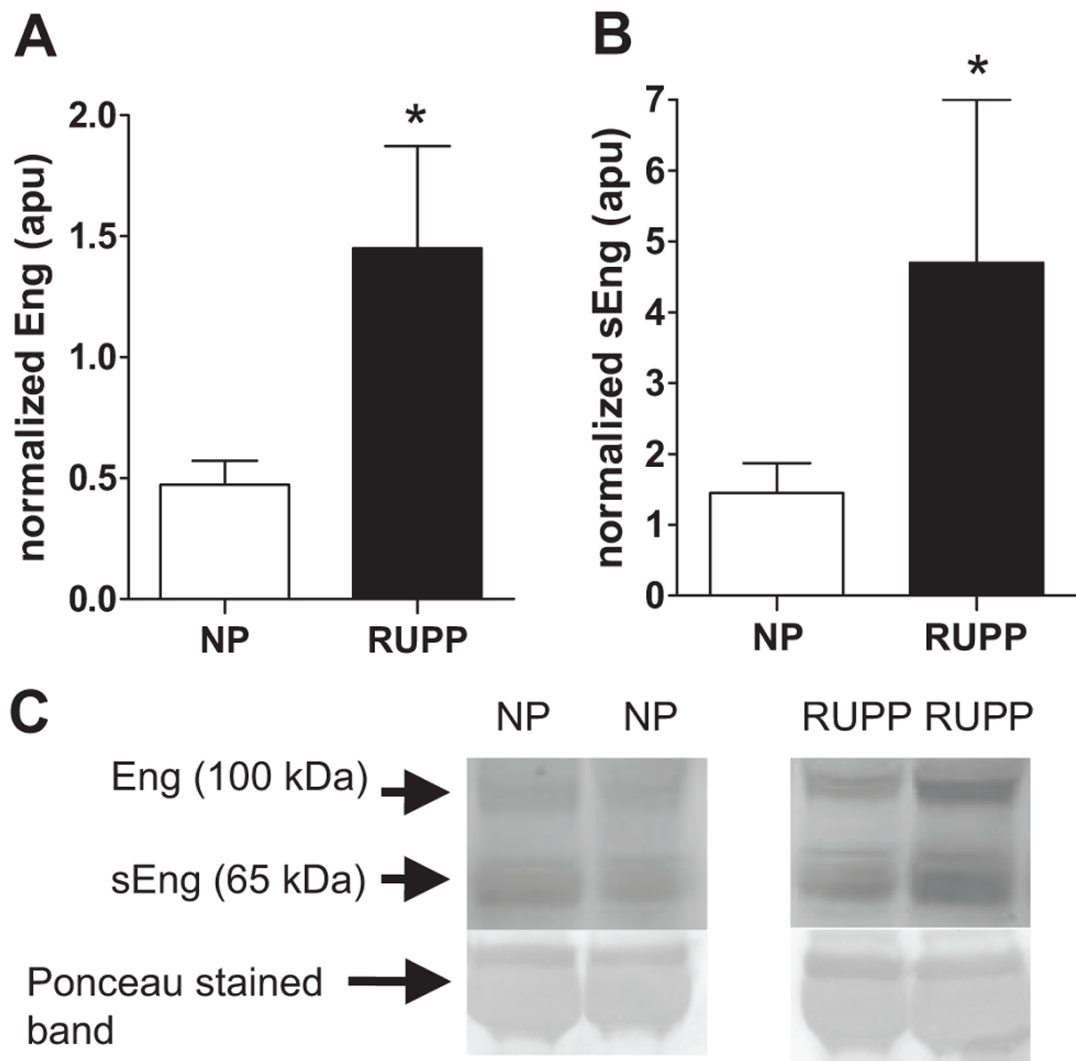 A
normalized Eng (apu)
2.0
1.5
1.0
0.5
0.0
*
NP RUPP
B
normalized sEng (apu)
7
6
5
4
3
2
1
0
*
NP RUPP
C
NP NP RUPP RUPP
Eng (100 kDa)
sEng (65 kDa)
Ponceau stained
band